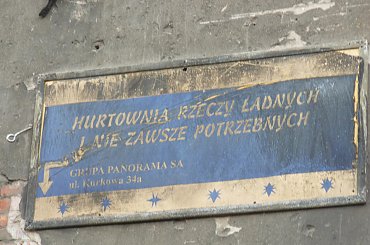 HURTOWNIA RZECZY ŁADNYCH
I NIE ZAWSZE POTRZEBNYCH
GRUPA PANORAMA SA
ul. Kurkowa 34a